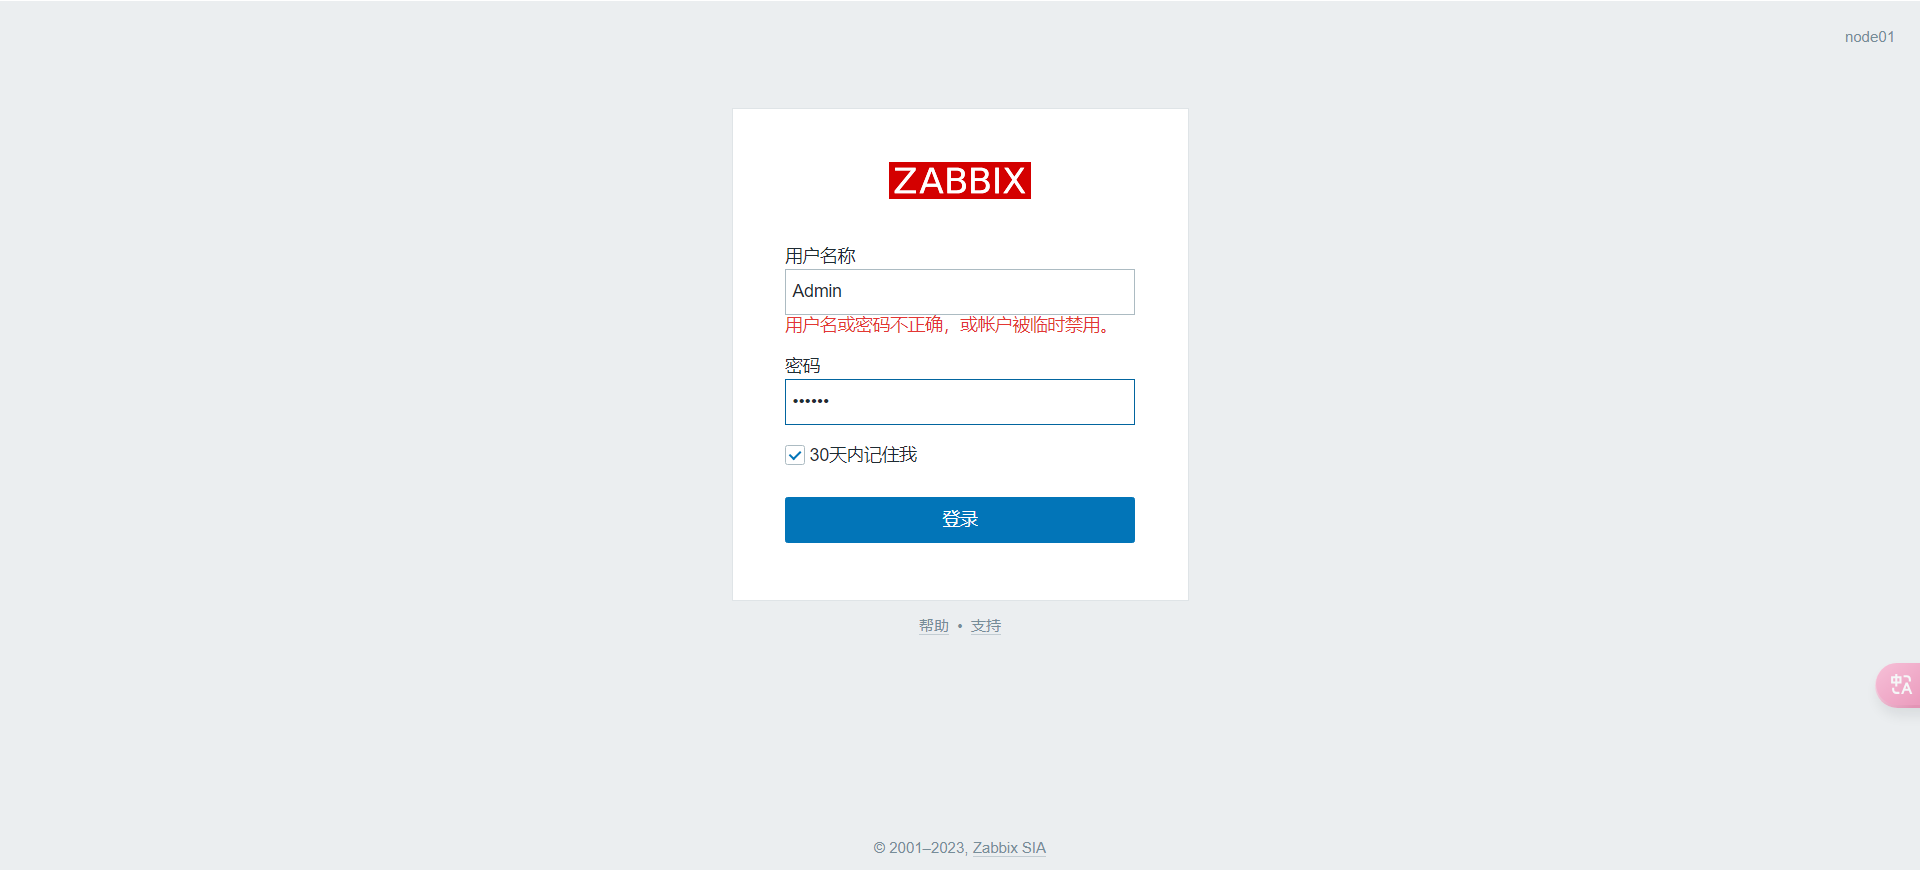 node01
ZABBIX
用户名称
Admin
用户名或密码不正确，或帐户被临时禁用。
密码
••••••
30天内记住我
登录
帮助 • 支持
中 A
© 2001–2023, Zabbix SIA